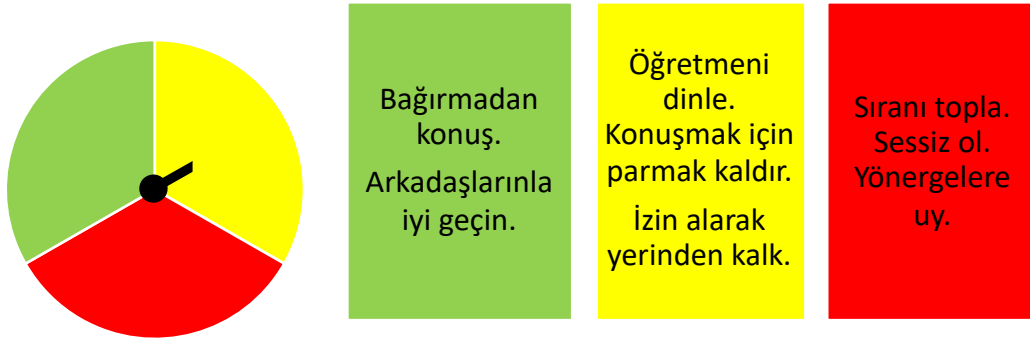 Bağırmadan
konuş.
Arkadaşlarınla
iyi geçin.
Öğretmeni
dinle.
Konuşmak için
parmak kaldır.
İzin alarak
yerinden kalk.
Sıranı topla.
Sessiz ol.
Yönergelere
uy.